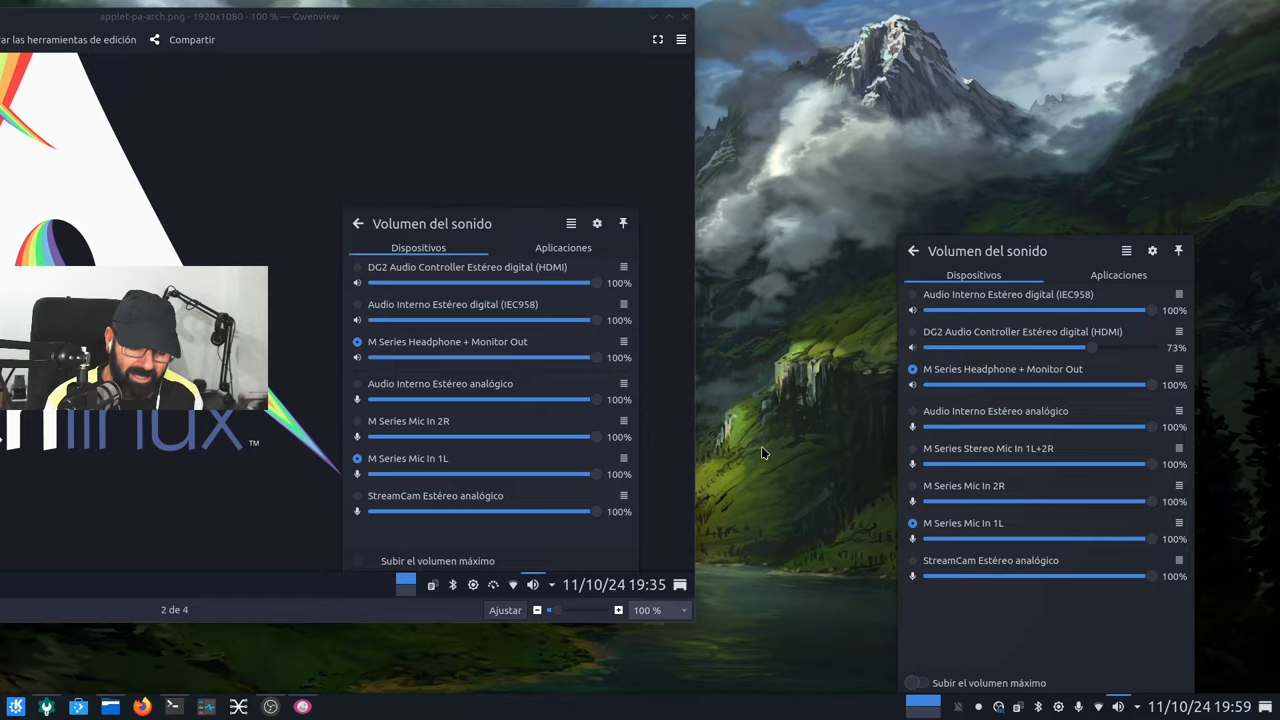 applet-pa-arch.png - 1920x1080 - 100 % — Gwenview
ar las herramientas de edición
Compartir
Volumen del sonido
Dispositivos
Aplicaciones
DG2 Audio Controller Estéreo digital (HDMI)
100%
Audio Interno Estéreo digital (IEC958)
100%
M Series Headphone + Monitor Out
100%
Audio Interno Estéreo analógico
100%
M Series Mic In 2R
100%
M Series Mic In 1L
100%
StreamCam Estéreo analógico
100%
Subir el volumen máximo
11/10/24 19:35
linux™
2 de 4
Ajustar
100 %
Volumen del sonido
Dispositivos
Aplicaciones
Audio Interno Estéreo digital (IEC958)
100%
DG2 Audio Controller Estéreo digital (HDMI)
73%
M Series Headphone + Monitor Out
100%
Audio Interno Estéreo analógico
100%
M Series Stereo Mic In 1L+2R
100%
M Series Mic In 2R
100%
M Series Mic In 1L
100%
StreamCam Estéreo analógico
100%
Subir el volumen máximo
11/10/24 19:59